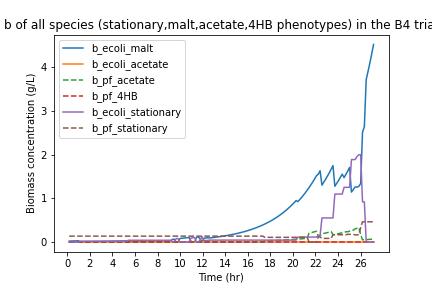 b of all species (stationary,malt,acetate,4HB phenotypes) in the B4 tria
b_ecoli_malt
b_ecoli_acetate
b_pf_acetate
b_pf_4HB
b_ecoli_stationary
b_pf_stationary
Biomass concentration (g/L)
4
3
2
1
0
0 2 4 6 8 10 12 14 16 18 20 22 24 26
Time (hr)